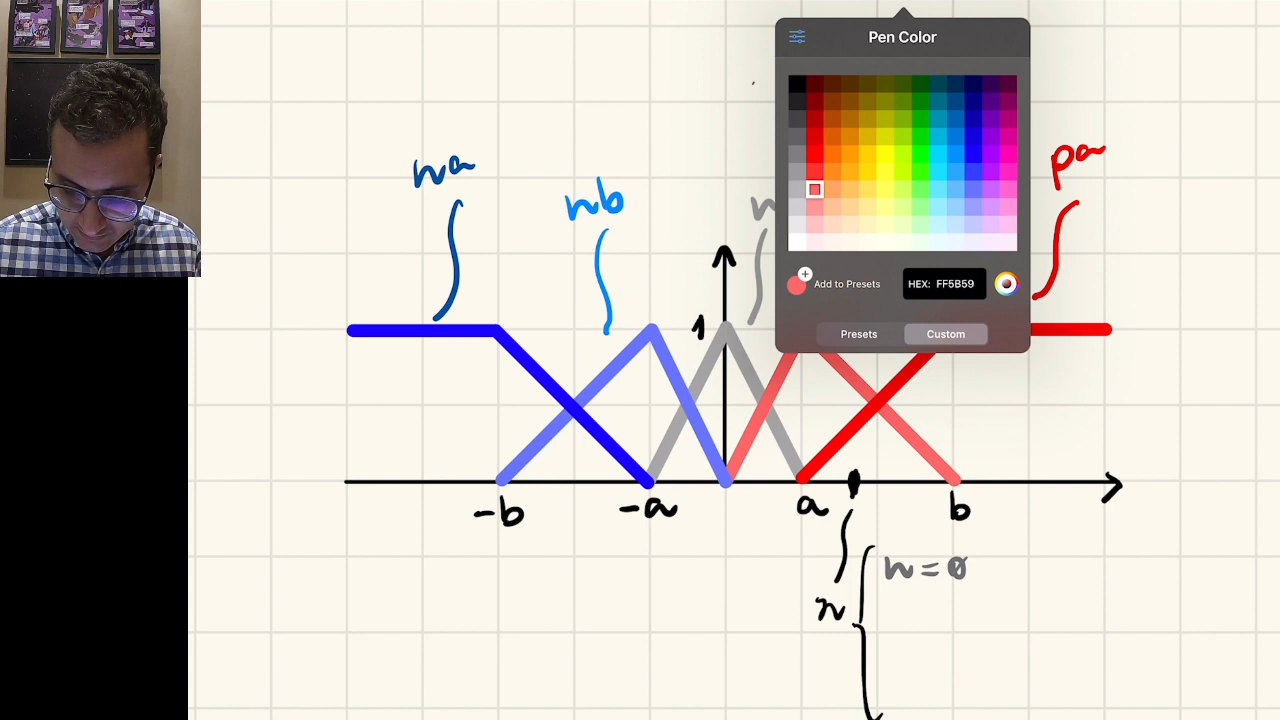 Pen Color
na
pa
nb
n
Add to Presets
HEX: FF5B59
1
Presets
Custom
-b
-a
a
b
n = 0